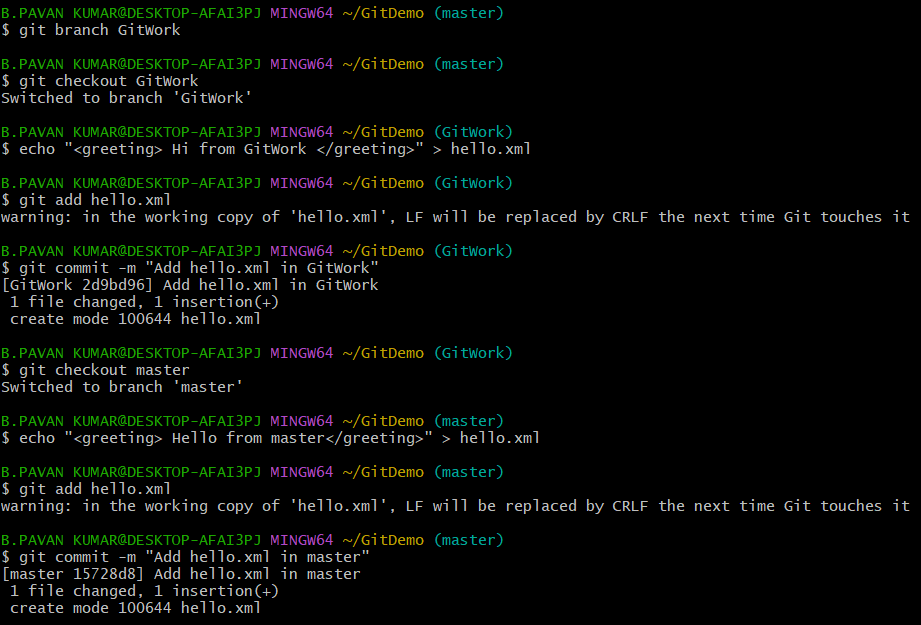 B.PAVAN KUMAR@DESKTOP-AFAI3PJ MINGW64 ~/GitDemo (master)
$ git branch GitWork
B.PAVAN KUMAR@DESKTOP-AFAI3PJ MINGW64 ~/GitDemo (master)
$ git checkout GitWork
Switched to branch 'GitWork'
B.PAVAN KUMAR@DESKTOP-AFAI3PJ MINGW64 ~/GitDemo (GitWork)
$ echo "<greeting> Hi from GitWork </greeting>" > hello.xml
B.PAVAN KUMAR@DESKTOP-AFAI3PJ MINGW64 ~/GitDemo (GitWork)
$ git add hello.xml
warning: in the working copy of 'hello.xml', LF will be replaced by CRLF the next time Git touches it
B.PAVAN KUMAR@DESKTOP-AFAI3PJ MINGW64 ~/GitDemo (GitWork)
$ git commit -m "Add hello.xml in GitWork"
[GitWork 2d9bd96] Add hello.xml in GitWork
 1 file changed, 1 insertion(+)
 create mode 100644 hello.xml
B.PAVAN KUMAR@DESKTOP-AFAI3PJ MINGW64 ~/GitDemo (GitWork)
$ git checkout master
Switched to branch 'master'
B.PAVAN KUMAR@DESKTOP-AFAI3PJ MINGW64 ~/GitDemo (master)
$ echo "<greeting> Hello from master</greeting>" > hello.xml
B.PAVAN KUMAR@DESKTOP-AFAI3PJ MINGW64 ~/GitDemo (master)
$ git add hello.xml
warning: in the working copy of 'hello.xml', LF will be replaced by CRLF the next time Git touches it
B.PAVAN KUMAR@DESKTOP-AFAI3PJ MINGW64 ~/GitDemo (master)
$ git commit -m "Add hello.xml in master"
[master 15728d8] Add hello.xml in master
 1 file changed, 1 insertion(+)
 create mode 100644 hello.xml